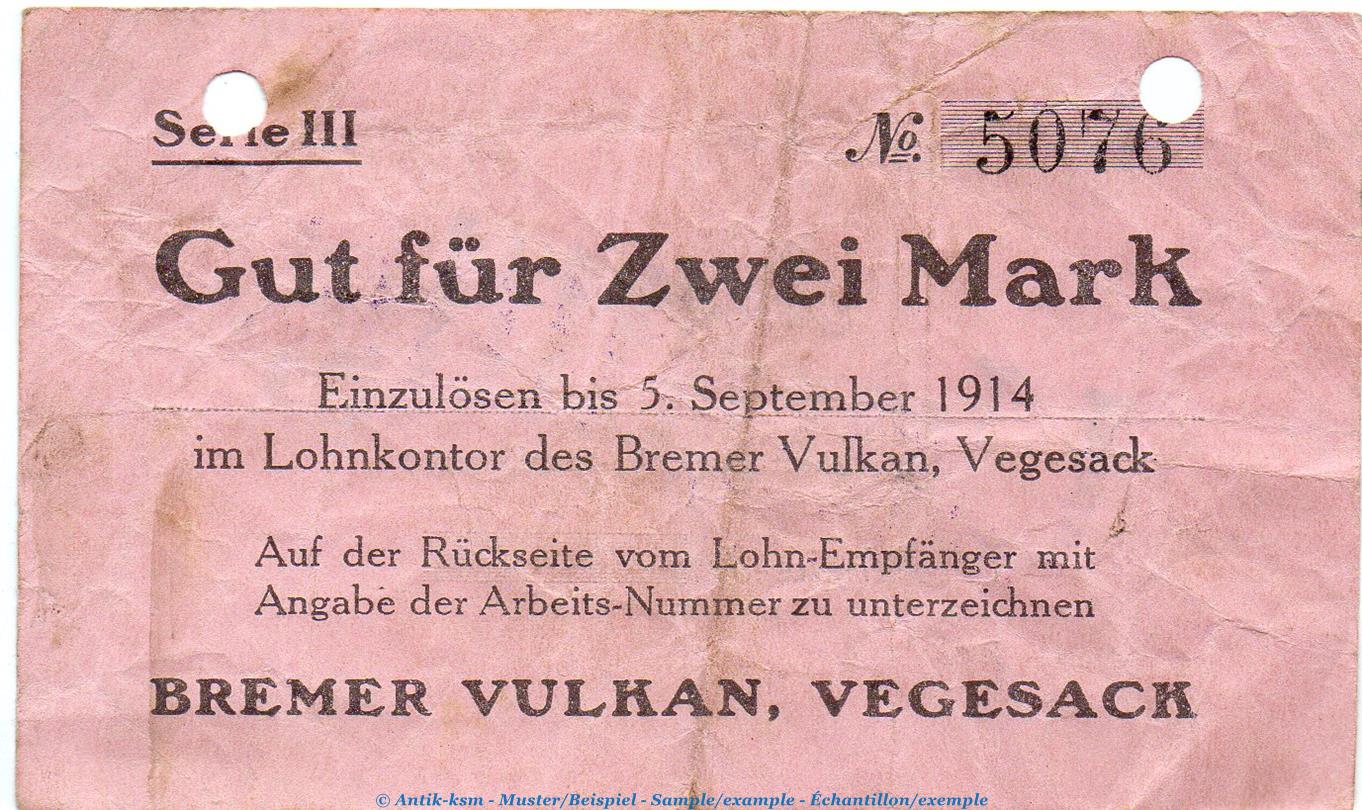 Serie III
No. 5076
Gut für Zwei Mark
Einzulösen bis 5. September 1914
im Lohnkontor des Bremer Vulkan, Vegesack
Auf der Rückseite vom Lohn-Empfänger mit
Angabe der Arbeits-Nummer zu unterzeichnen
BREMER VULKAN, VEGESACK
© Antik-ksm - Muster/Beispiel - Sample/example - Échantillon/exemple